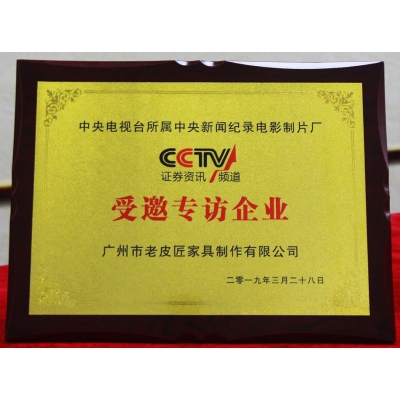 中央电视台所属中央新闻纪录电影制片厂
CCTV
证券资讯 频道
受邀专访企业
广州市老皮匠家具制作有限公司
二零一九年三月二十八日